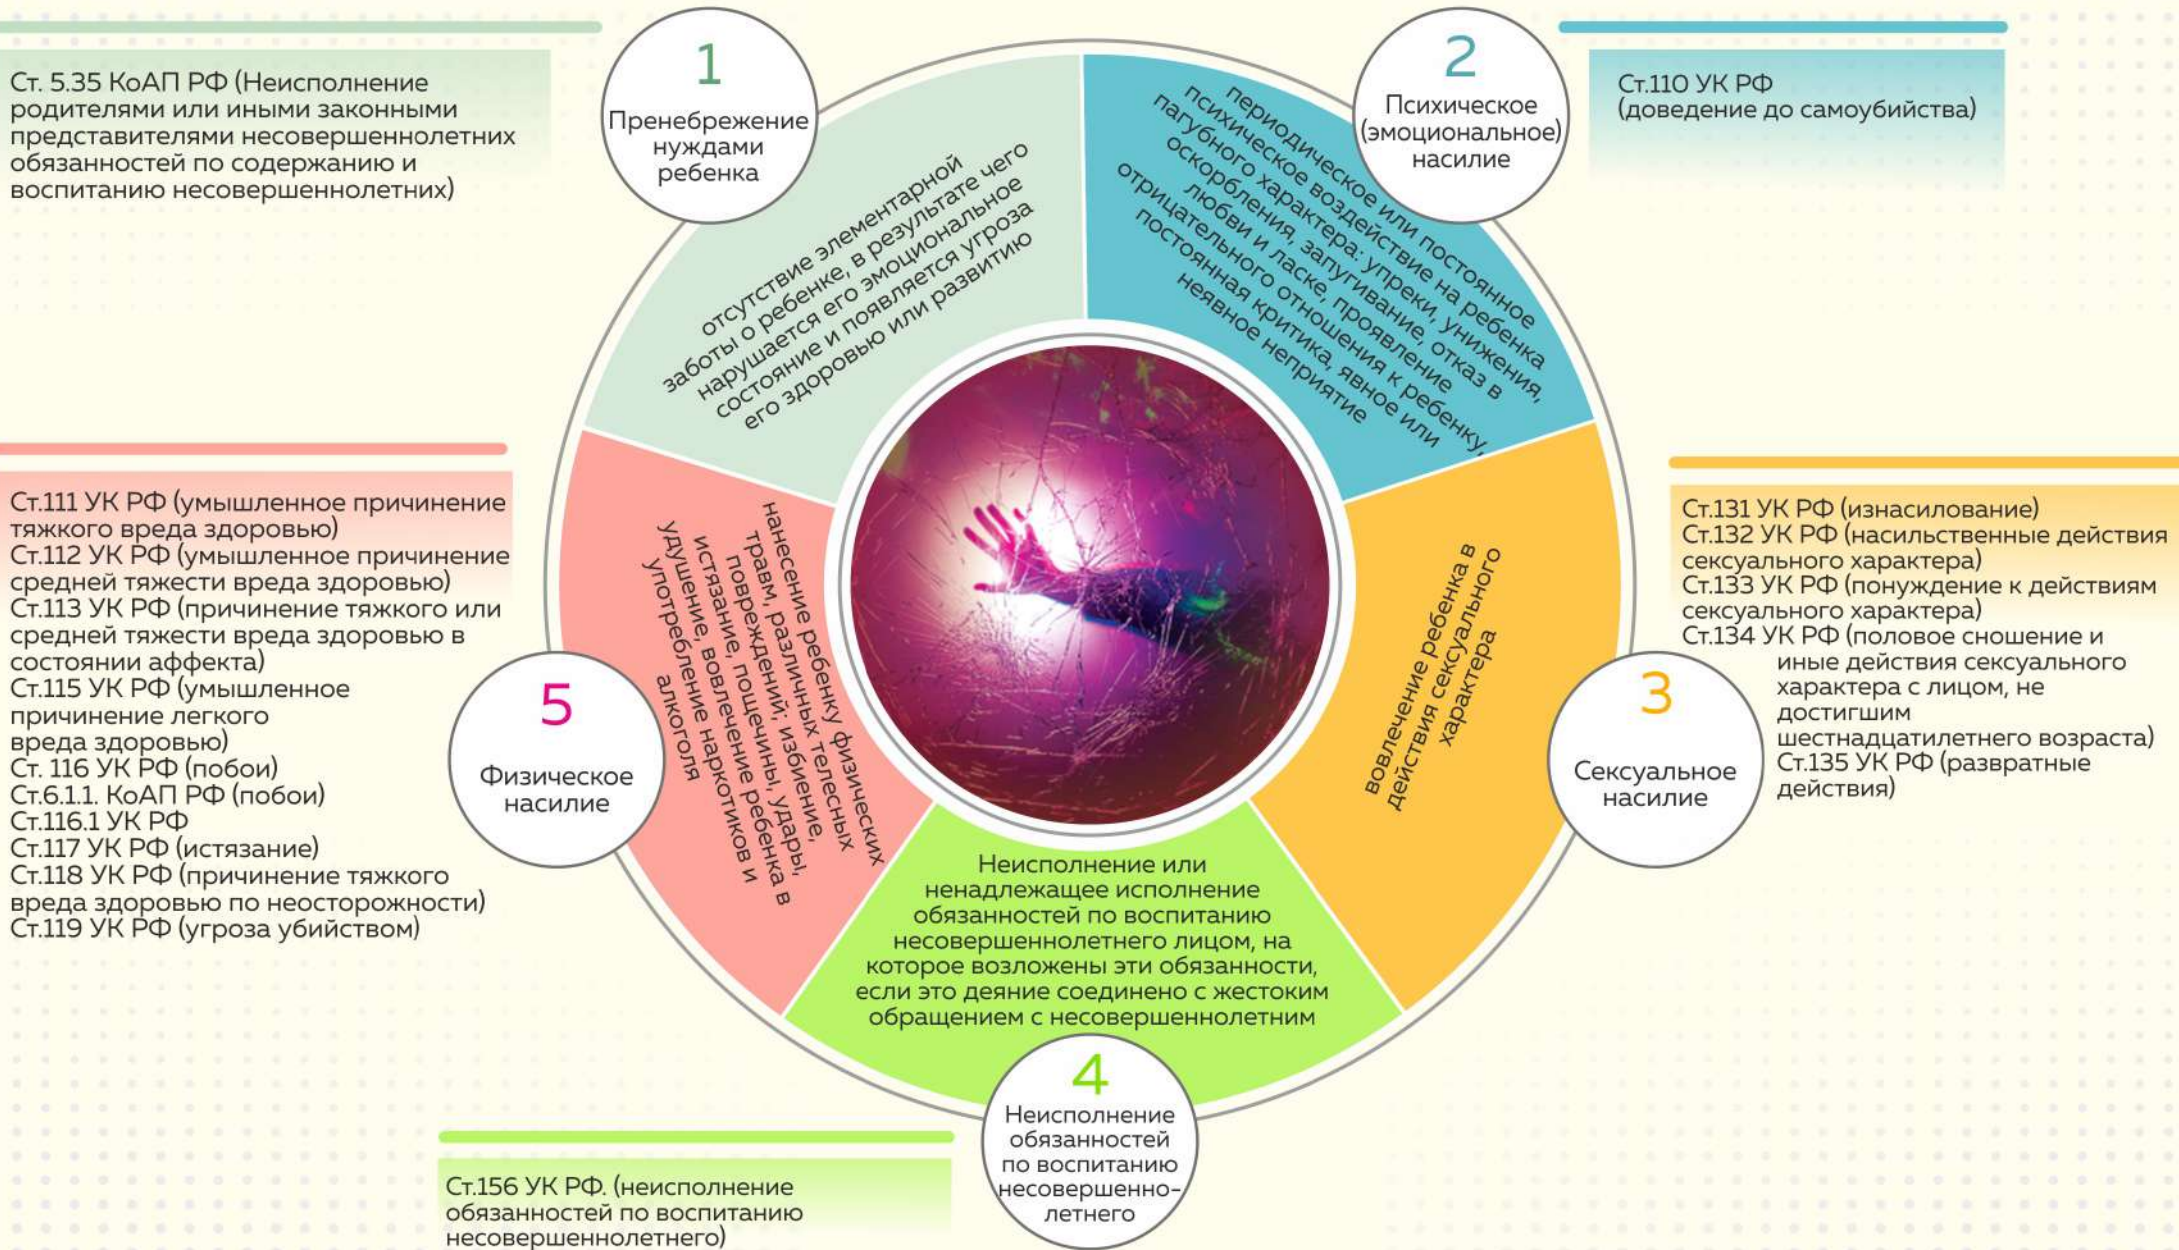 Ст. 5.35 КоАП РФ (Неисполнение
родителями или иными законными
представителями несовершеннолетних
обязанностей по содержанию и
воспитанию несовершеннолетних)
1
Пренебрежение
нуждами
ребенка
отсутствие элементарной
заботы о ребенке, в результате чего
нарушается его эмоциональное
состояние и появляется угроза
его здоровью или развитию
2
Психическое
(эмоциональное)
насилие
периодическое или постоянное
психическое воздействие на ребенка
пагубного характера: упреки, унижения,
оскорбления, запугивание, отказ в
любви и ласке, проявление
отрицательного отношения к ребенку,
постоянная критика, явное или
неявное неприятие
Ст.110 УК РФ
(доведение до самоубийства)
Ст.131 УК РФ (изнасилование)
Ст.132 УК РФ (насильственные действия
сексуального характера)
Ст.133 УК РФ (понуждение к действиям
сексуального характера)
Ст.134 УК РФ (половое сношение и
иные действия сексуального
характера с лицом, не
достигшим
шестнадцатилетнего возраста)
Ст.135 УК РФ (развратные
действия)
3
Сексуальное
насилие
вовлечение ребенка в
действия сексуального
характера
Неисполнение или
ненадлежащее исполнение
обязанностей по воспитанию
несовершеннолетнего лицом, на
которое возложены эти обязанности,
если это деяние соединено с жестоким
обращением с несовершеннолетним
4
Неисполнение
обязанностей
по воспитанию
несовершенно-
летнего
Ст.156 УК РФ. (неисполнение
обязанностей по воспитанию
несовершеннолетнего)
нанесение ребенку физических
травм, различных телесных
повреждений; избиение,
истязание, пощечины, удары,
удушение, вовлечение ребенка в
употребление наркотиков и
алкоголя
5
Физическое
насилие
Ст.111 УК РФ (умышленное причинение
тяжкого вреда здоровью)
Ст.112 УК РФ (умышленное причинение
средней тяжести вреда здоровью)
Ст.113 УК РФ (причинение тяжкого или
средней тяжести вреда здоровью в
состоянии аффекта)
Ст.115 УК РФ (умышленное
причинение легкого
вреда здоровью)
Ст. 116 УК РФ (побои)
Ст.6.1.1. КоАП РФ (побои)
Ст.116.1 УК РФ
Ст.117 УК РФ (истязание)
Ст.118 УК РФ (причинение тяжкого
вреда здоровью по неосторожности)
Ст.119 УК РФ (угроза убийством)